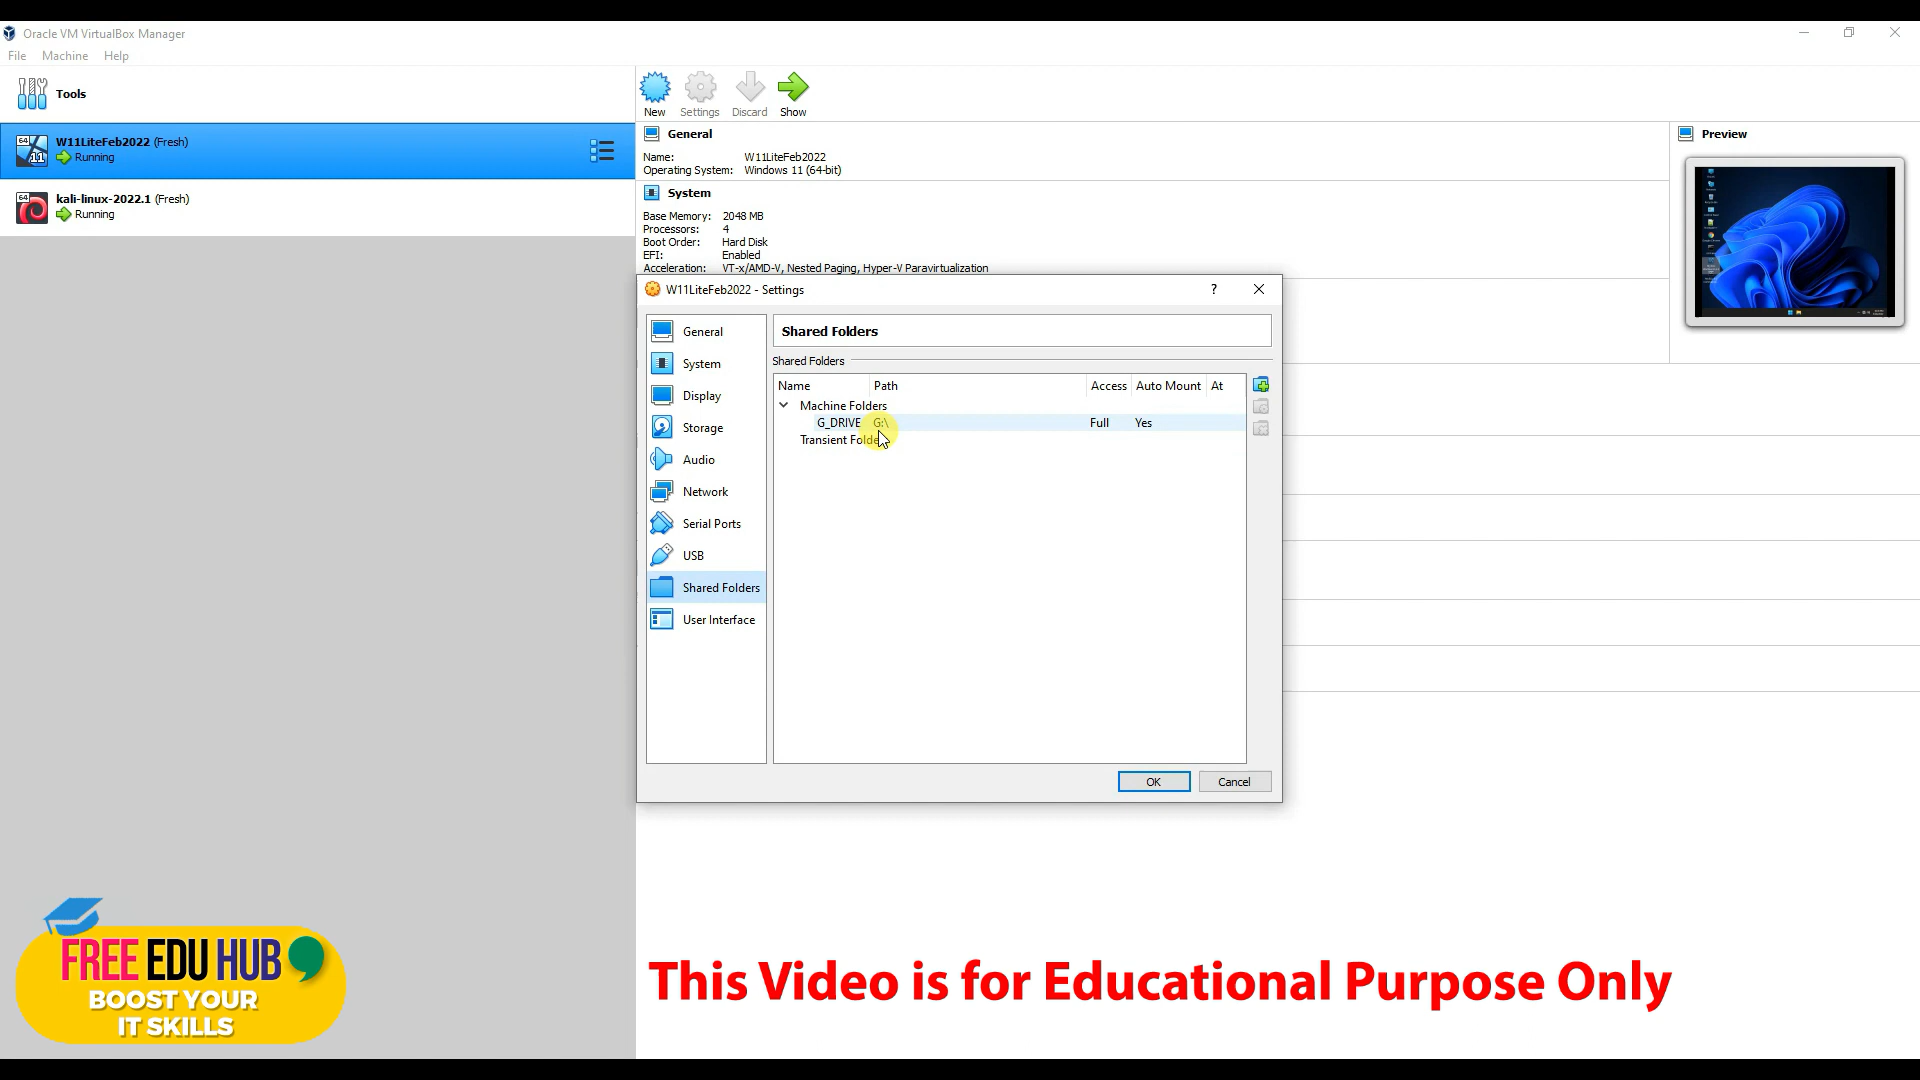 Oracle VM VirtualBox Manager
File Machine Help
Tools
New Settings Discard Show
W11LiteFeb2022 (Fresh)
Running
kali-linux-2022.1 (Fresh)
Running
General
Name: W11LiteFeb2022
Operating System: Windows 11 (64-bit)
System
Base Memory: 2048 MB
Processors: 4
Boot Order: Hard Disk
EFI: Enabled
Acceleration: VT-x/AMD-V, Nested Paging, Hyper-V Paravirtualization
Preview
W11LiteFeb2022 - Settings
General
System
Display
Storage
Audio
Network
Serial Ports
USB
Shared Folders
User Interface
Shared Folders
Shared Folders
Name Path Access Auto Mount At
Machine Folders
G_DRIVE G:\ Full Yes
Transient Folde
OK Cancel
FREE EDU HUB
BOOST YOUR
IT SKILLS
This Video is for Educational Purpose Only